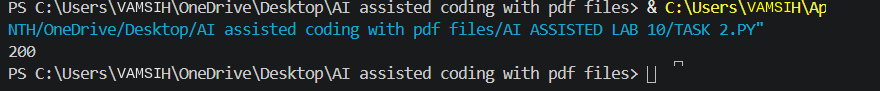 PS C:\Users\VAMSIH\OneDrive\Desktop\AI assisted coding with pdf files> & C:\Users\VAMSIH\Ap
NTH/OneDrive/Desktop/AI assisted coding with pdf files/AI ASSISTED LAB 10/TASK 2.PY"
200
PS C:\Users\VAMSIH\OneDrive\Desktop\AI assisted coding with pdf files>